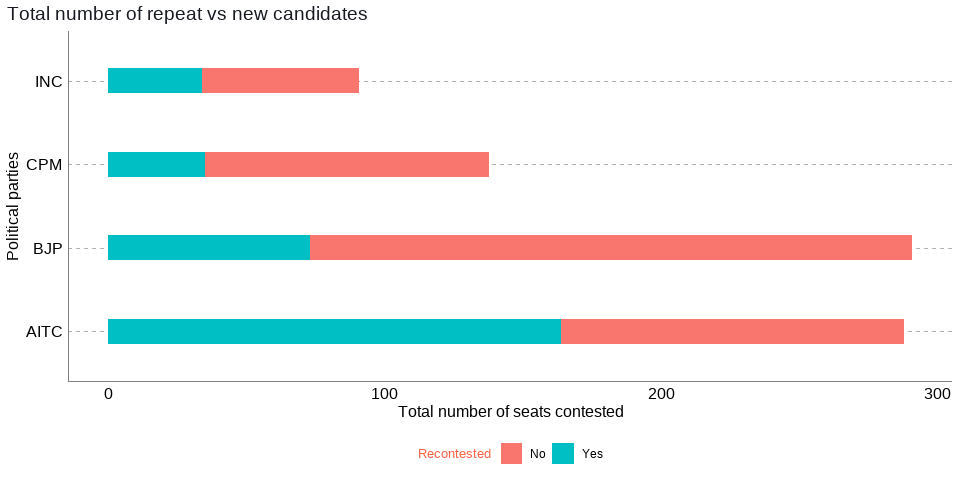 Total number of repeat vs new candidates
Political parties
INC
CPM
BJP
AITC
0 100 200 300
Total number of seats contested
Recontested No Yes